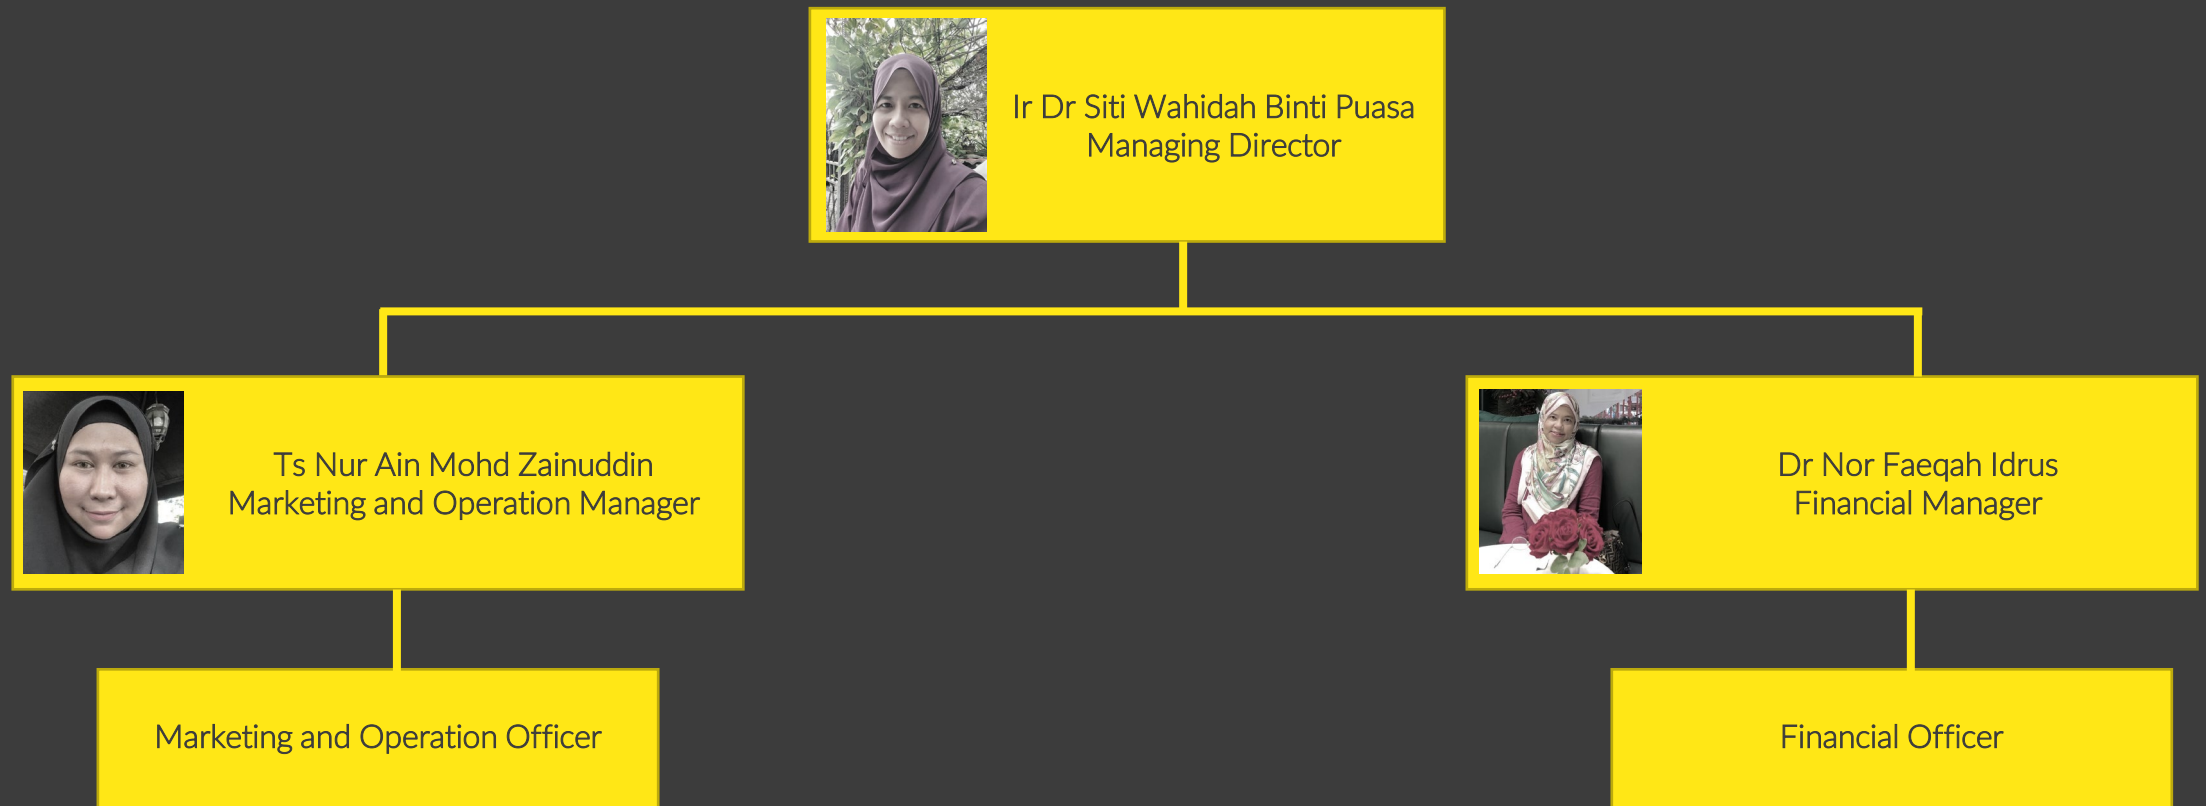 Ir Dr Siti Wahidah Binti Puasa
Managing Director
Ts Nur Ain Mohd Zainuddin
Marketing and Operation Manager
Dr Nor Faeqah Idrus
Financial Manager
Marketing and Operation Officer
Financial Officer